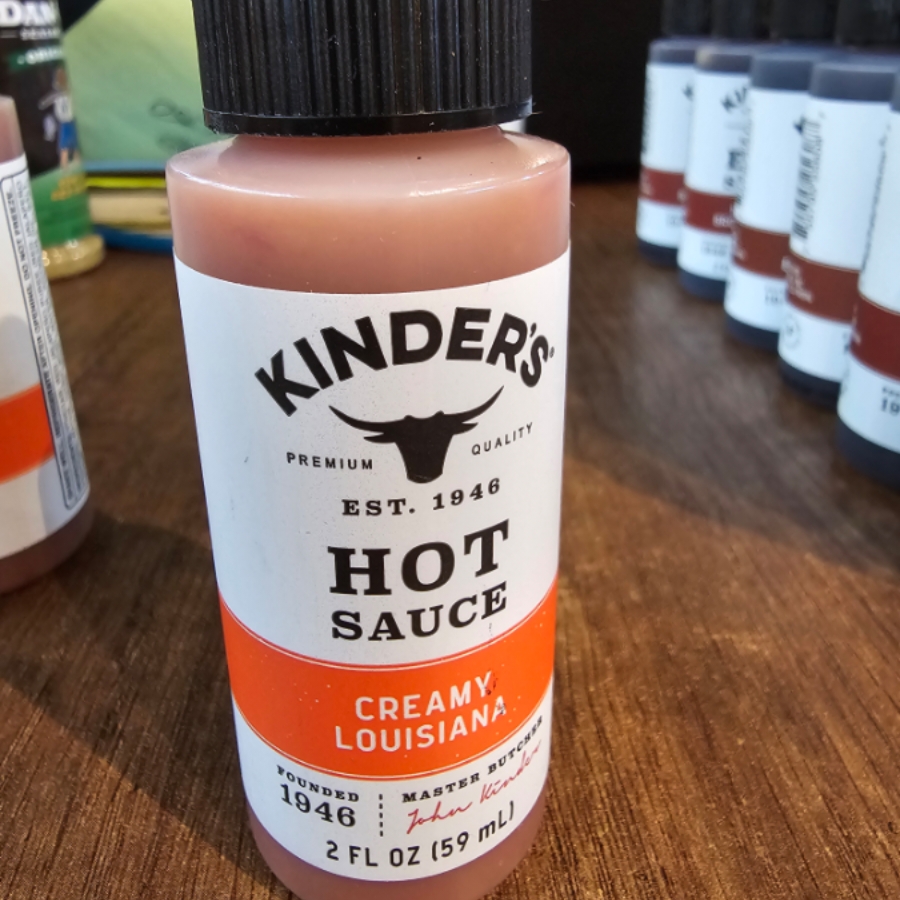 KINDER'S
PREMIUM QUALITY
EST. 1946
HOT
SAUCE
CREAMY
LOUISIANA
FOUNDED
1946
MASTER BUTCHER
John Kinder
2 FL OZ (59 mL)